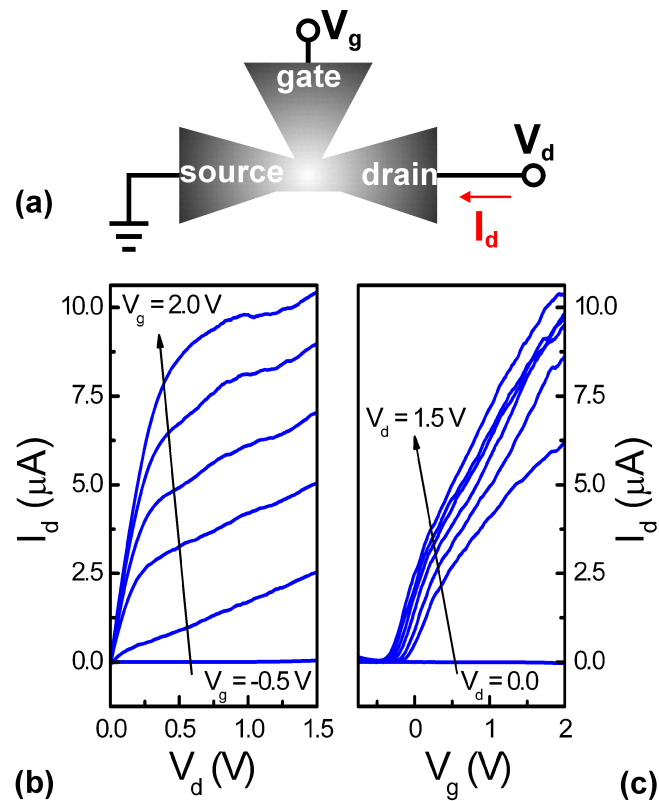 V_g
gate
V_d
source
drain
(a)
I_d
10.0
7.5
5.0
2.5
0.0
I_d (μA)
V_g = 2.0 V
V_g = -0.5 V
0.0 0.5 1.0 1.5
V_d (V)
(b)
V_d = 1.5 V
V_d = 0.0
10.0
7.5
5.0
2.5
0.0
I_d (μA)
0 1 2
V_g (V)
(c)